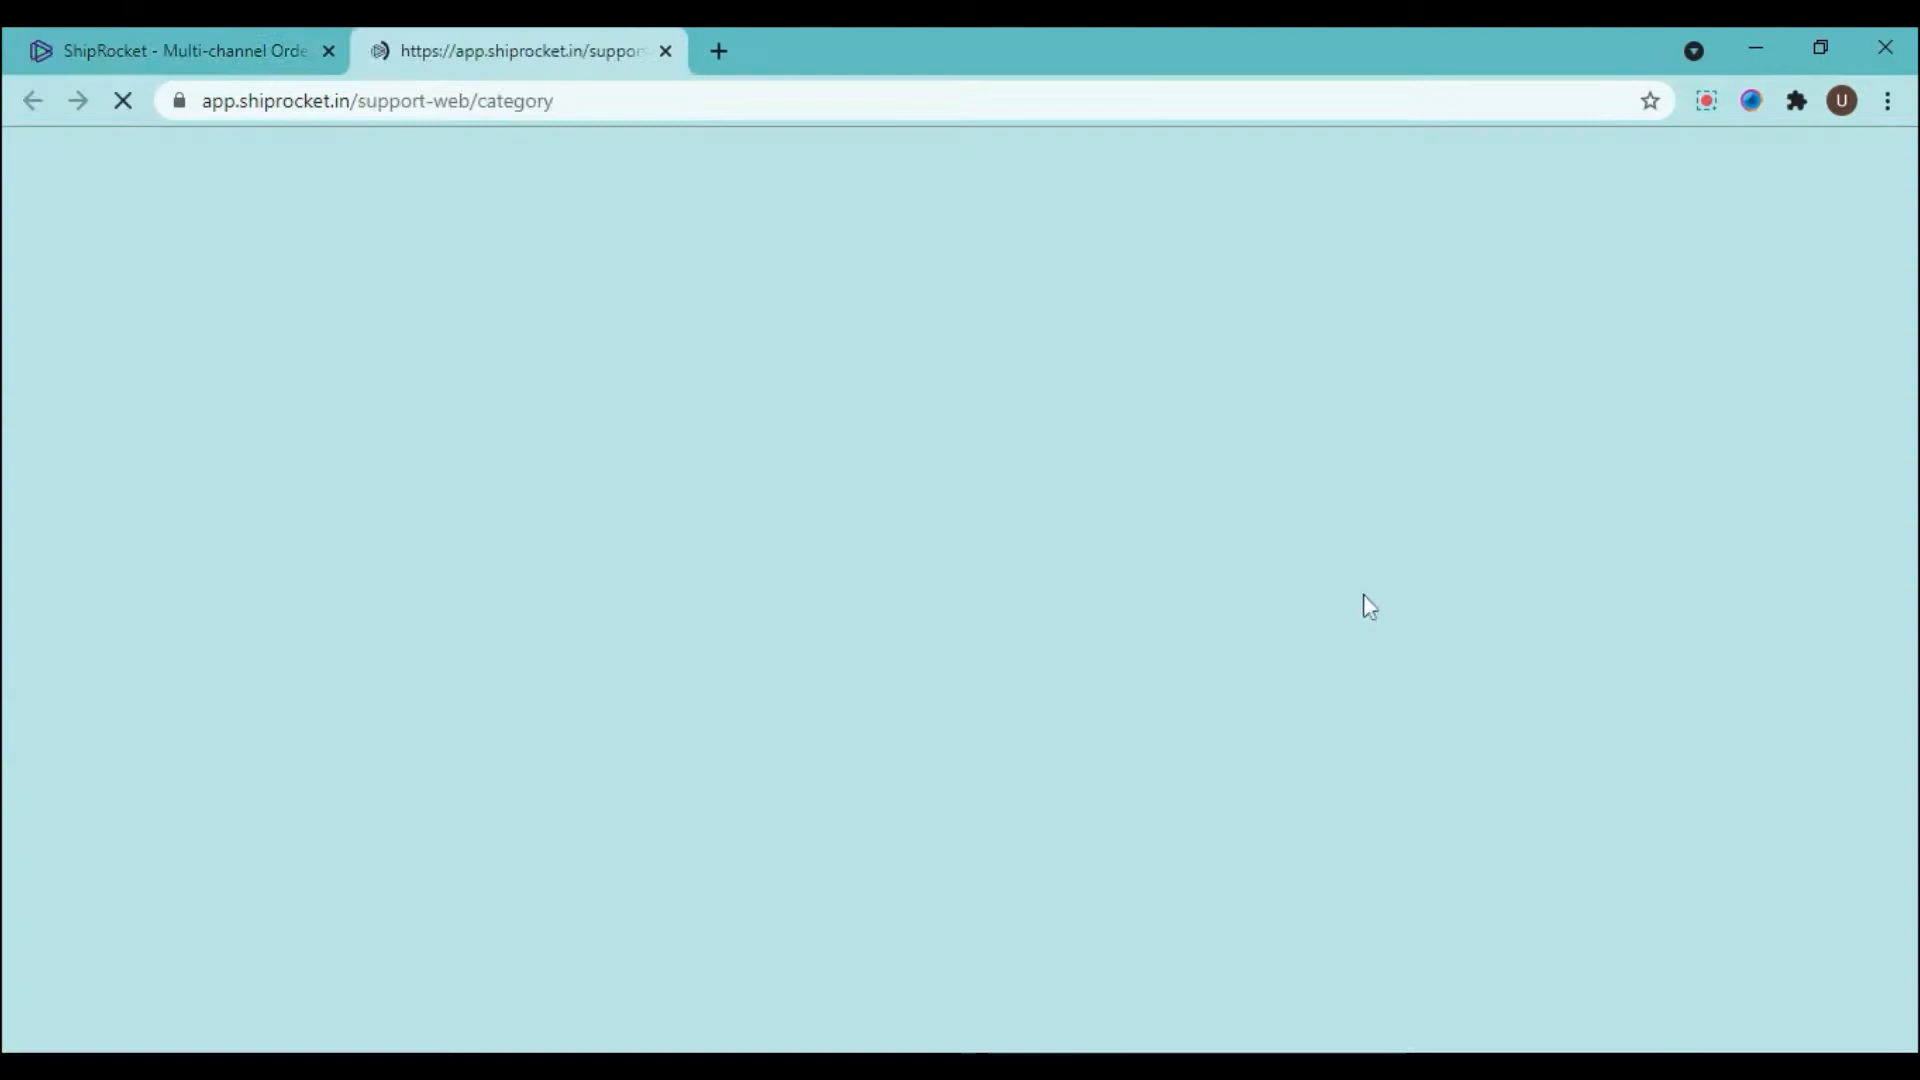 ShipRocket - Multi-channel Orde
https://app.shiprocket.in/suppor
app.shiprocket.in/support-web/category
U